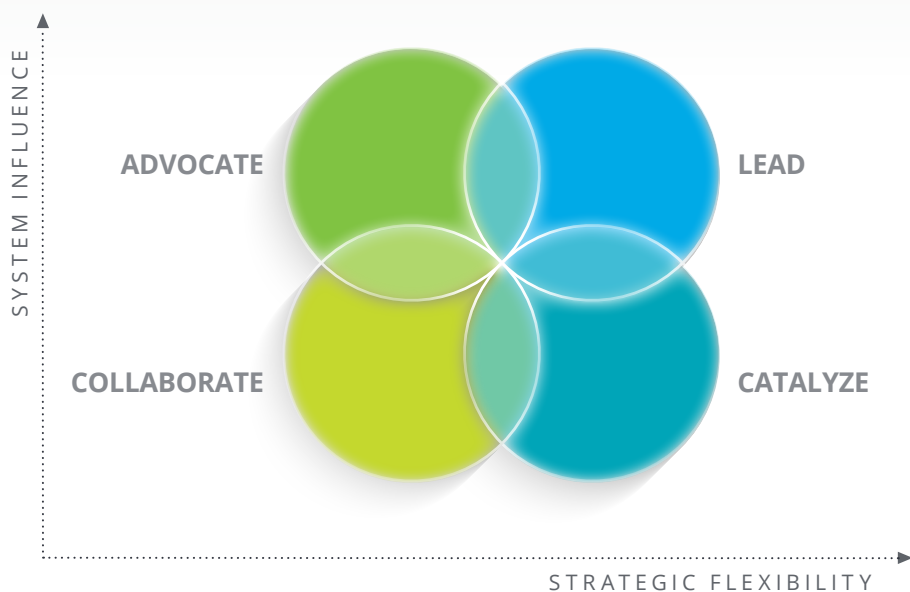 SYSTEM INFLUENCE
ADVOCATE
LEAD
COLLABORATE
CATALYZE
STRATEGIC FLEXIBILITY